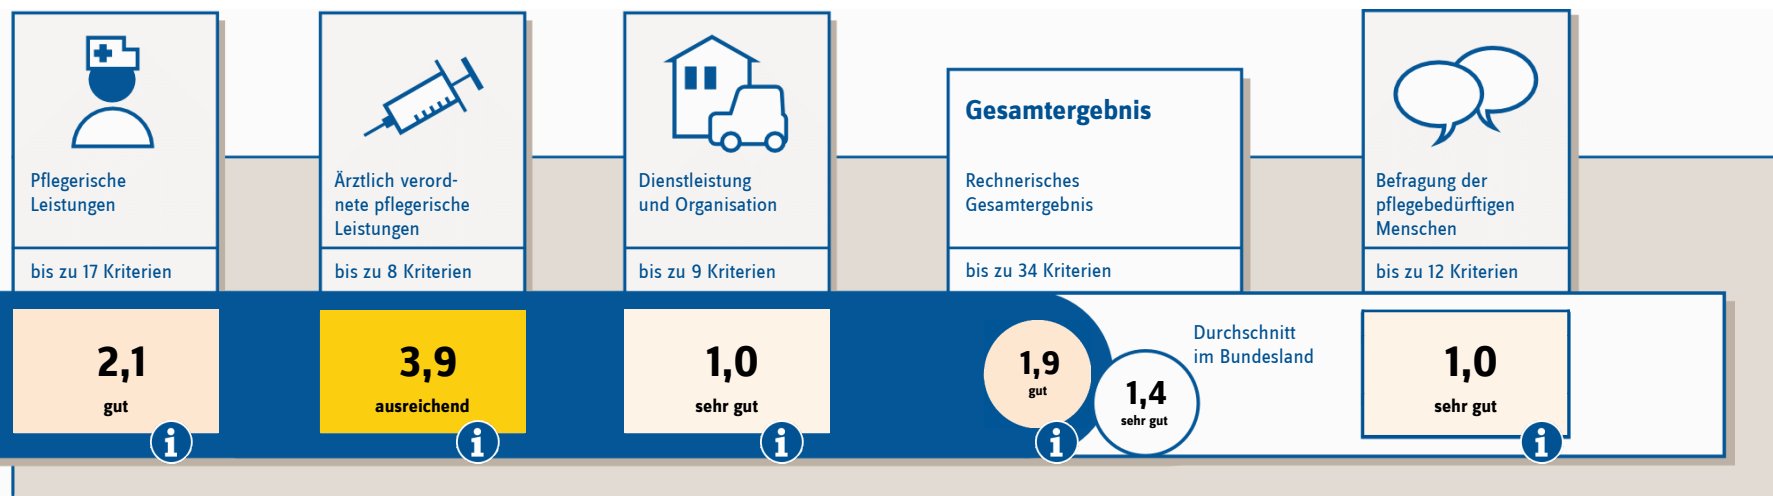 Pflegerische
Leistungen
bis zu 17 Kriterien
2,1
gut
i
Ärztlich verord-
nete pflegerische
Leistungen
bis zu 8 Kriterien
3,9
ausreichend
i
Dienstleistung
und Organisation
bis zu 9 Kriterien
1,0
sehr gut
i
Gesamtergebnis
Rechnerisches
Gesamtergebnis
bis zu 34 Kriterien
1,9
gut
i
1,4
sehr gut
Durchschnitt
im Bundesland
Befragung der
pflegebedürftigen
Menschen
bis zu 12 Kriterien
1,0
sehr gut
i